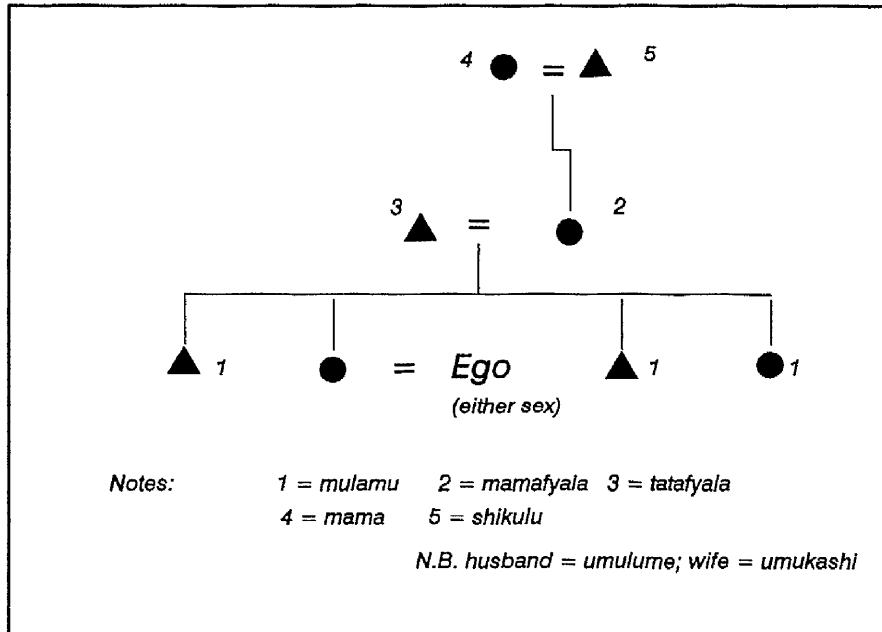 4 = 5
3 = 2
1 = Ego 1 1
(either sex)
Notes: 1 = mulamu 2 = mamafyala 3 = tatafyala
4 = mama 5 = shikulu
N.B. husband = umulume; wife = umukashi